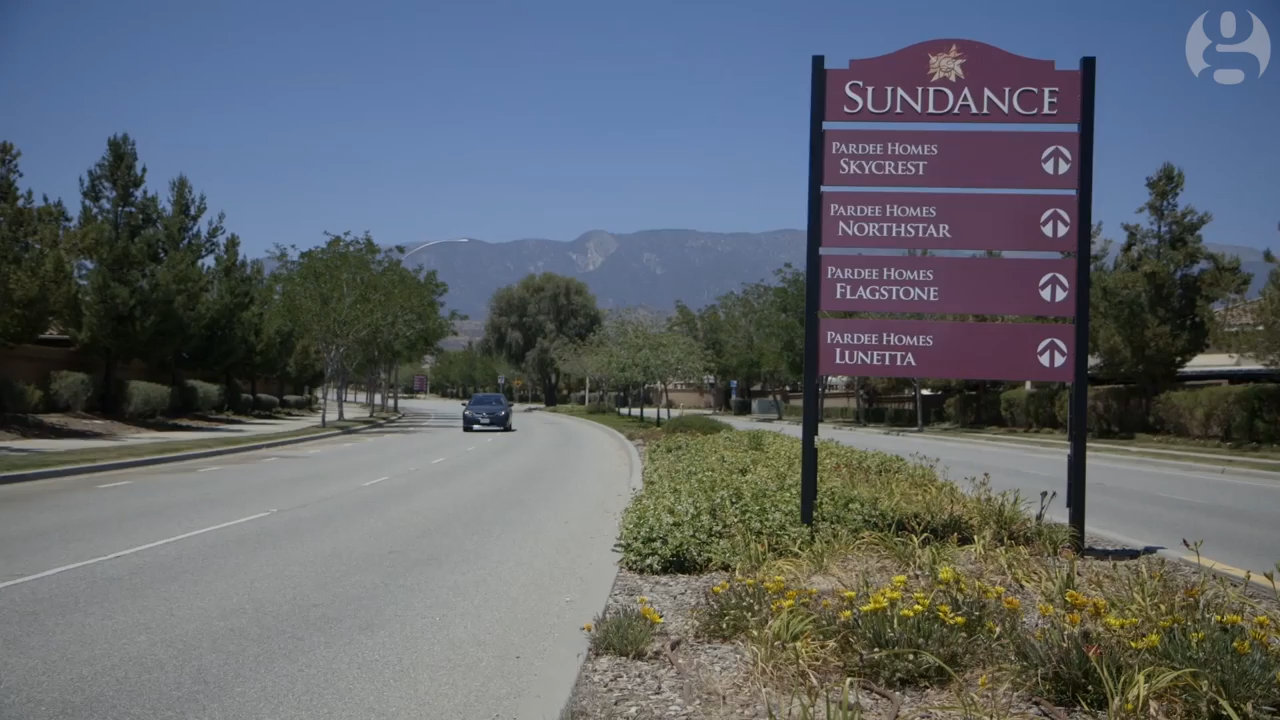 SUNDANCE
PARDEE HOMES
SKYCREST
PARDEE HOMES
NORTHSTAR
PARDEE HOMES
FLAGSTONE
PARDEE HOMES
LUNETTA